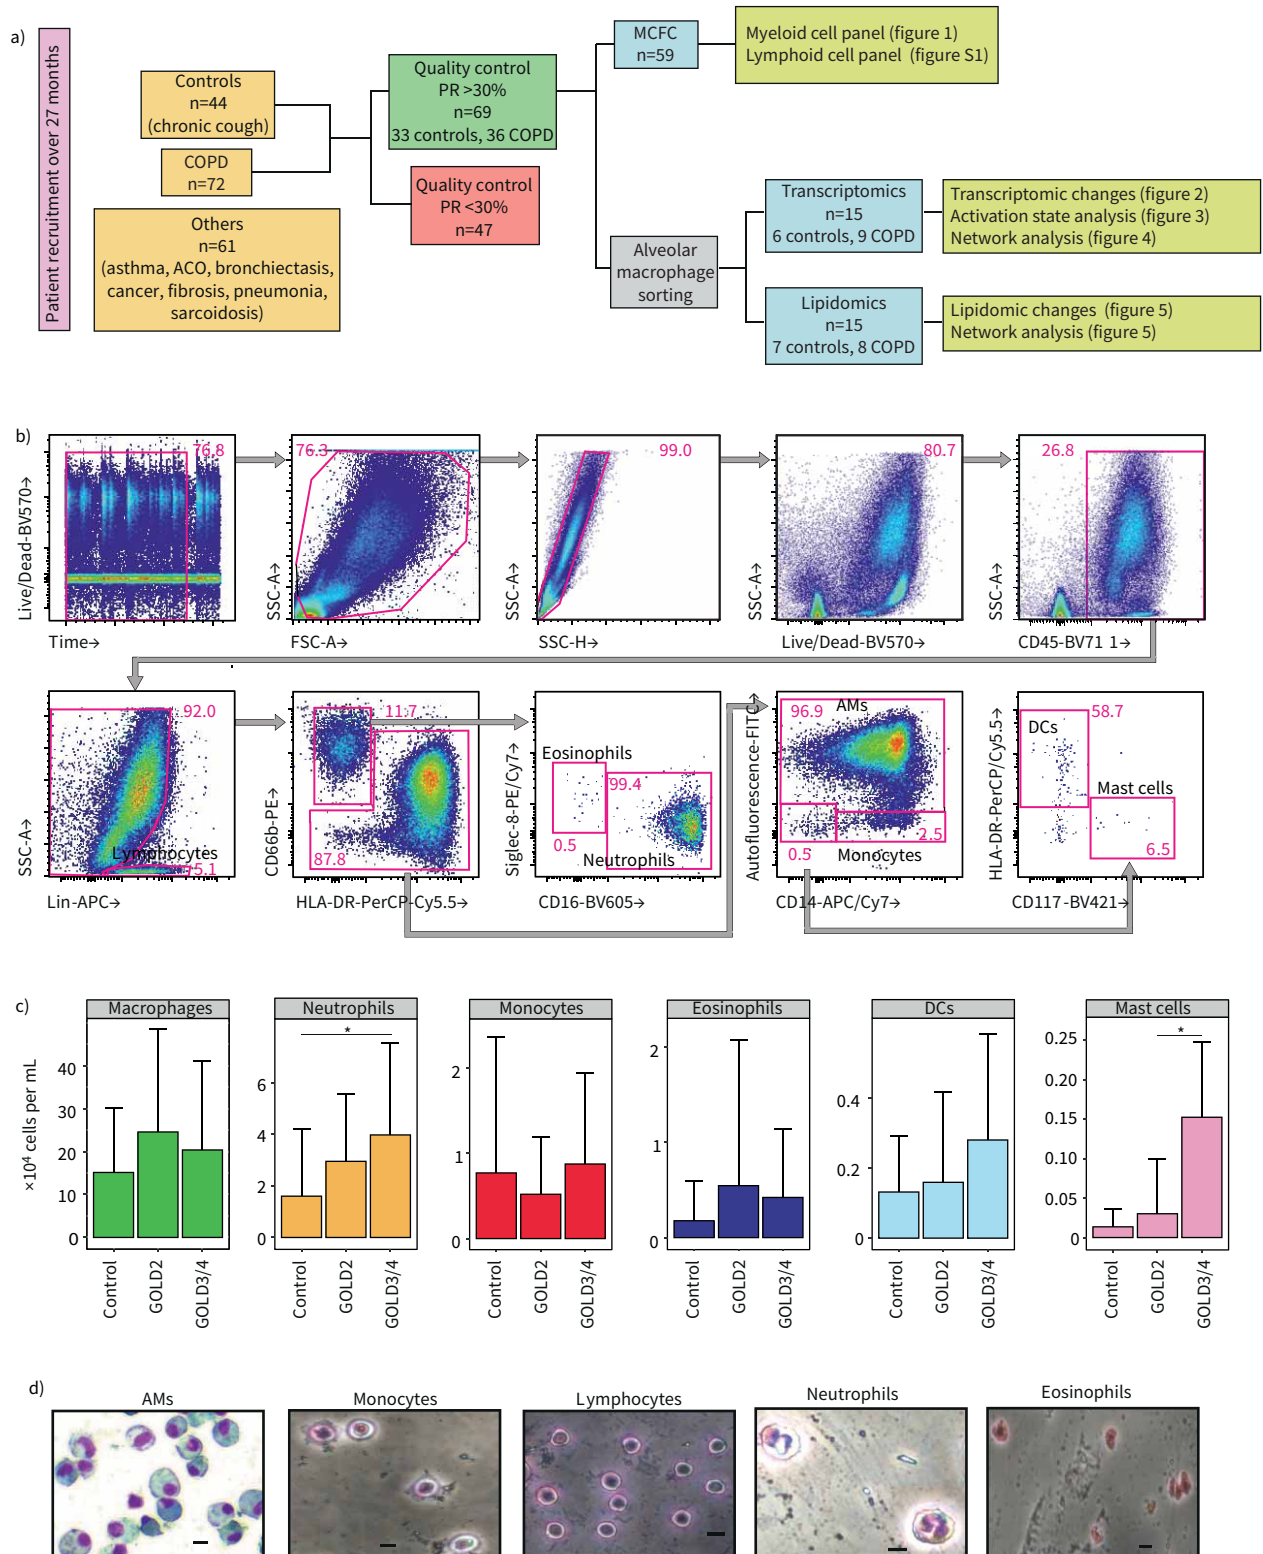 a)
Patient recruitment over 27 months
Controls
n=44
(chronic cough)
COPD
n=72
Others
n=61
(asthma, ACO, bronchiectasis,
cancer, fibrosis, pneumonia,
sarcoidosis)
Quality control
PR >30%
n=69
33 controls, 36 COPD
Quality control
PR <30%
n=47
MCFC
n=59
Myeloid cell panel (figure 1)
Lymphoid cell panel (figure S1)
Alveolar
macrophage
sorting
Transcriptomics
n=15
6 controls, 9 COPD
Transcriptomic changes (figure 2)
Activation state analysis (figure 3)
Network analysis (figure 4)
Lipidomics
n=15
7 controls, 8 COPD
Lipidomic changes (figure 5)
Network analysis (figure 5)
b)
Live/Dead-BV570→
76.8
Time→
SSC-A→
76.3
FSC-A→
SSC-A→
99.0
SSC-H→
SSC-A→
80.7
Live/Dead-BV570→
SSC-A→
26.8
CD45-BV71 1→
SSC-A→
92.0
Lymphocytes
75.1
Lin-APC→
CD66b-PE→
11.7
87.8
HLA-DR-PerCP-Cy5.5→
Siglec-8-PE/Cy7→
Eosinophils
99.4
0.5
Neutrophils
CD16-BV605→
Autofluorescence-FITC→
96.9
AMs
2.5
0.5
Monocytes
CD14-APC/Cy7→
HLA-DR-PerCP/Cy5.5→
58.7
DCs
Mast cells
6.5
CD117-BV421→
c)
×10⁴ cells per mL
Macrophages
40
30
20
10
0
Control
GOLD2
GOLD3/4
Neutrophils
*
6
4
2
0
Control
GOLD2
GOLD3/4
Monocytes
2
1
0
Control
GOLD2
GOLD3/4
Eosinophils
2
1
0
Control
GOLD2
GOLD3/4
DCs
0.4
0.2
0
Control
GOLD2
GOLD3/4
Mast cells
*
0.25
0.20
0.15
0.10
0.05
0
Control
GOLD2
GOLD3/4
d)
AMs
Monocytes
Lymphocytes
Neutrophils
Eosinophils